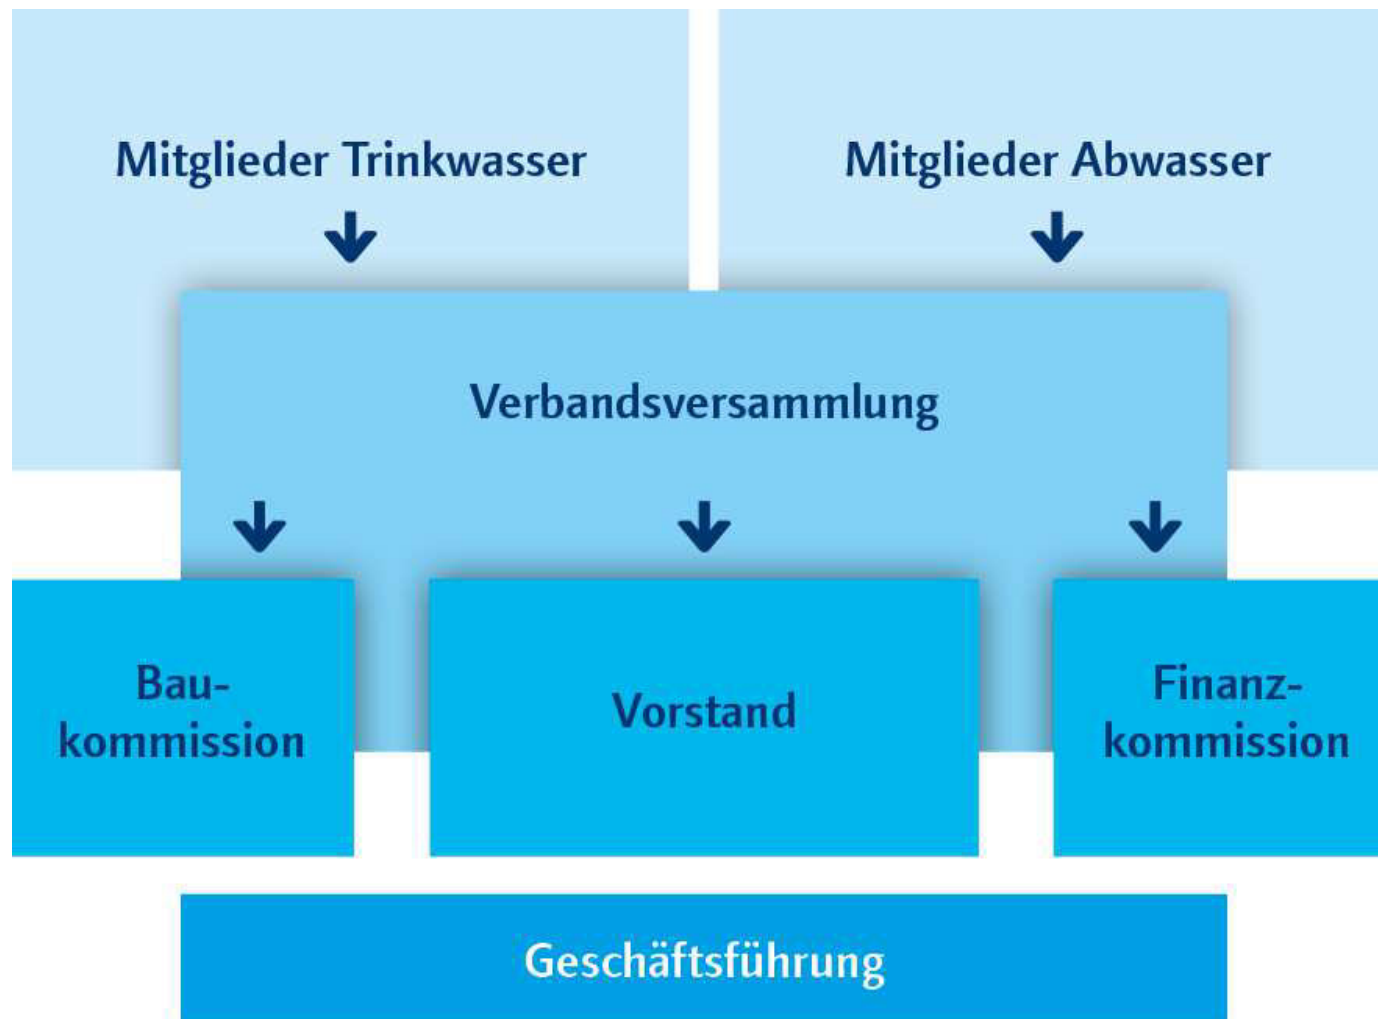 Mitglieder Trinkwasser
Mitglieder Abwasser
Verbandsversammlung
Bau-
kommission
Vorstand
Finanz-
kommission
Geschäftsführung